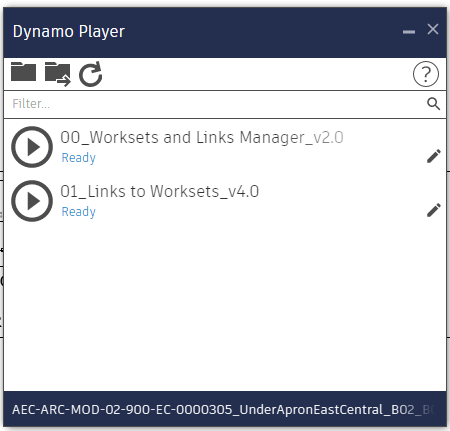 Dynamo Player
?
Filter...
00_Worksets and Links Manager_v2.0
Ready
01_Links to Worksets_v4.0
Ready
AEC-ARC-MOD-02-900-EC-0000305_UnderApronEastCentral_B02_